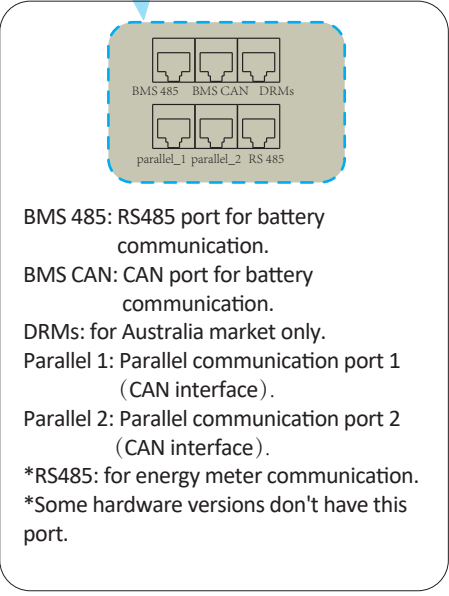 BMS 485 BMS CAN DRMs
parallel_1 parallel_2 RS 485
BMS 485: RS485 port for battery
communication.
BMS CAN: CAN port for battery
communication.
DRMs: for Australia market only.
Parallel 1: Parallel communication port 1
（CAN interface）.
Parallel 2: Parallel communication port 2
（CAN interface）.
*RS485: for energy meter communication.
*Some hardware versions don't have this
port.